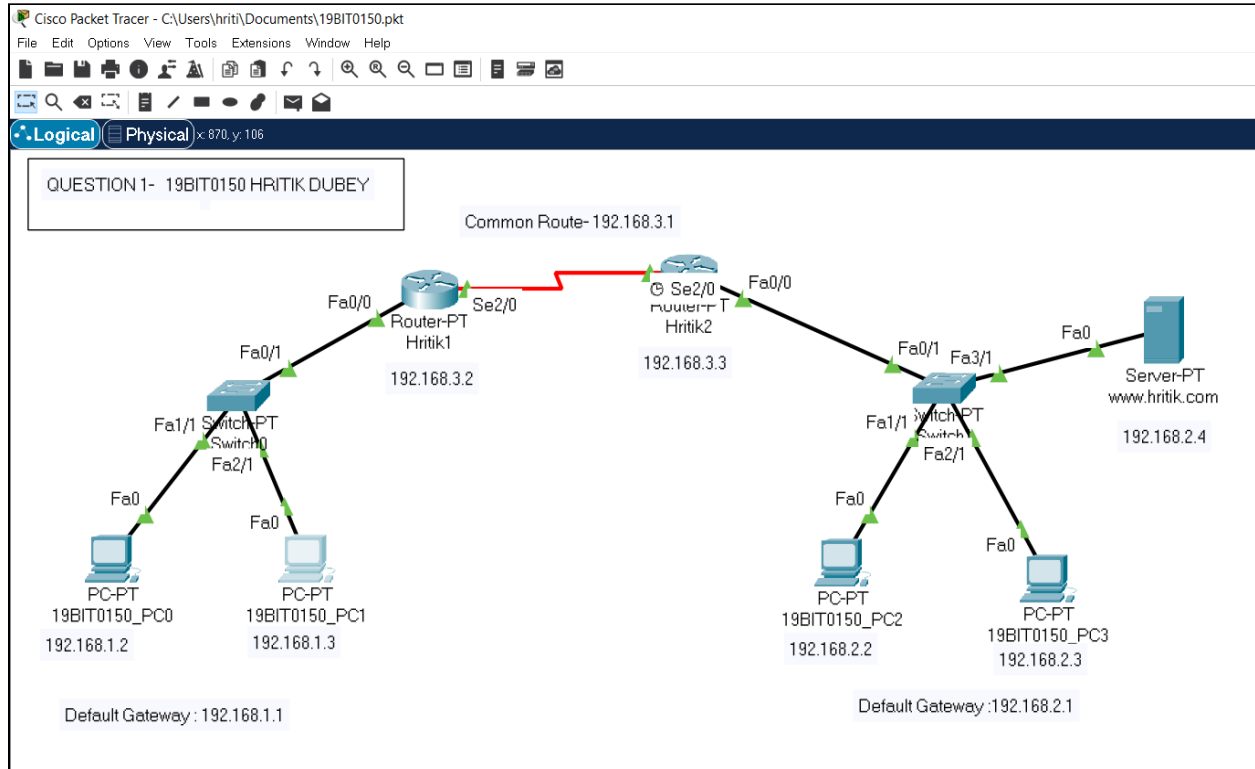 Cisco Packet Tracer - C:\Users\hriti\Documents\19BIT0150.pkt
File Edit Options View Tools Extensions Window Help
Logical Physical x: 870, y: 106
QUESTION 1- 19BIT0150 HRITIK DUBEY
Common Route- 192.168.3.1
Fa0/0
Se2/0
Router-PT
Hritik1
192.168.3.2
Se2/0
Fa0/0
Router-PT
Hritik2
192.168.3.3
Fa0/1
Fa1/1
Switch-PT
Switch0
Fa2/1
Fa0
Fa0
PC-PT
19BIT0150_PC0
192.168.1.2
PC-PT
19BIT0150_PC1
192.168.1.3
Default Gateway : 192.168.1.1
Fa0/1
Fa3/1
Fa0
Server-PT
www.hritik.com
192.168.2.4
Fa1/1
Switch-PT
Fa2/1
Fa0
Fa0
PC-PT
19BIT0150_PC2
192.168.2.2
PC-PT
19BIT0150_PC3
192.168.2.3
Default Gateway :192.168.2.1